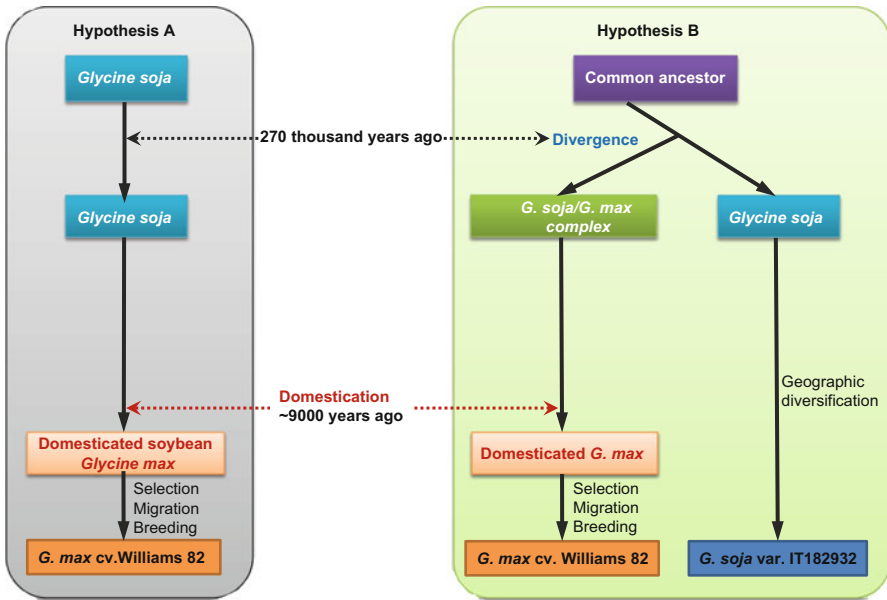 Hypothesis A
Glycine soja
Glycine soja
Domesticated soybean
Glycine max
Selection
Migration
Breeding
G. max cv.Williams 82
270 thousand years ago
Domestication
~9000 years ago
Hypothesis B
Common ancestor
Divergence
G. soja/G. max
complex
Glycine soja
Geographic
diversification
Domesticated G. max
Selection
Migration
Breeding
G. max cv. Williams 82
G. soja var. IT182932